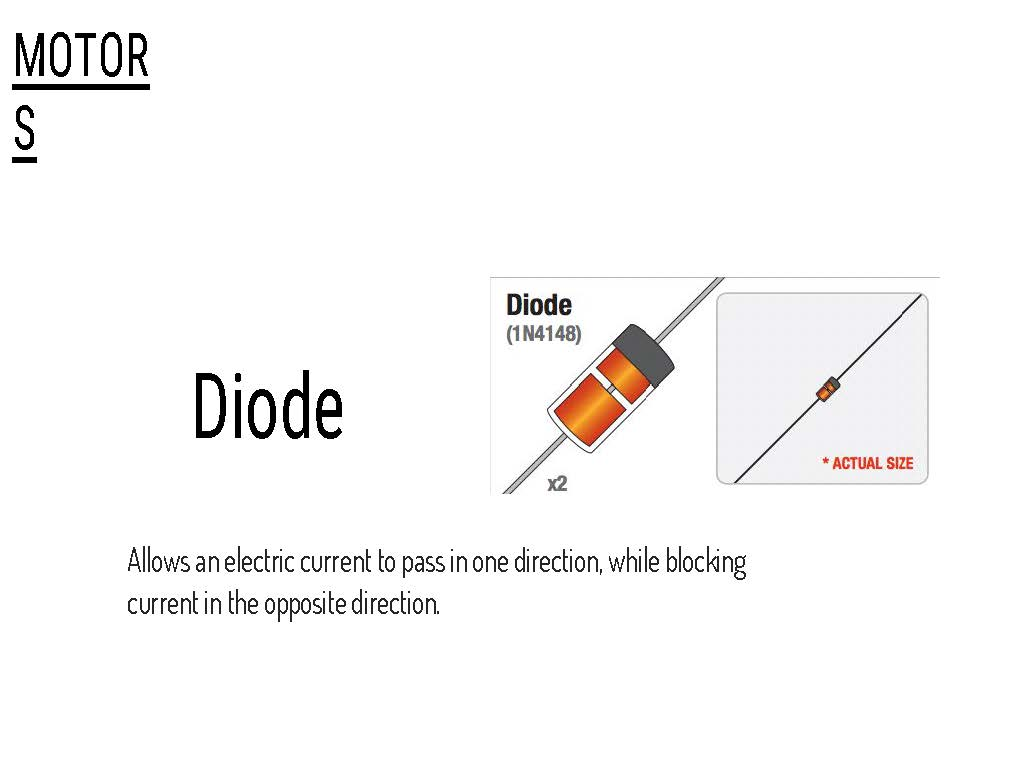 MOTOR
S
Diode
Diode
(1N4148)
x2
* ACTUAL SIZE
Allows an electric current to pass in one direction, while blocking
current in the opposite direction.